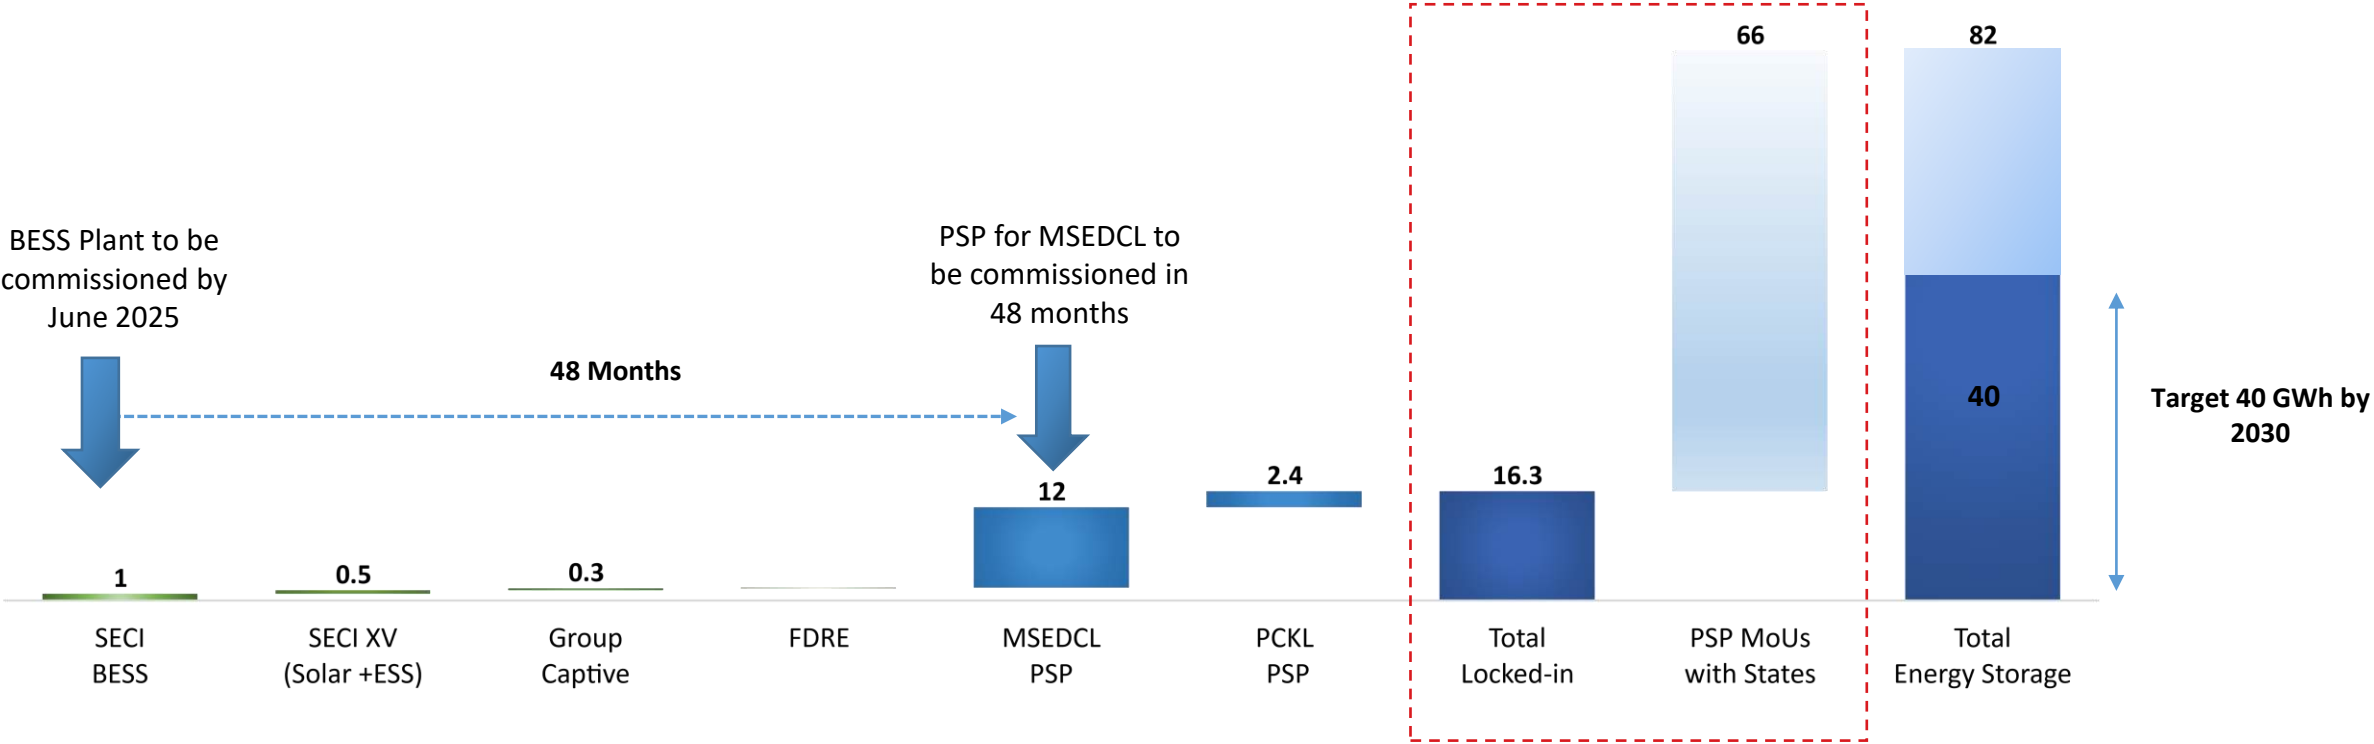 66
82
BESS Plant to be
commissioned by
June 2025
PSP for MSEDCL to
be commissioned in
48 months
48 Months
40
Target 40 GWh by
2030
1
0.5
0.3
12
2.4
16.3
SECI
BESS
SECI XV
(Solar +ESS)
Group
Captive
FDRE
MSEDCL
PSP
PCKL
PSP
Total
Locked-in
PSP MoUs
with States
Total
Energy Storage